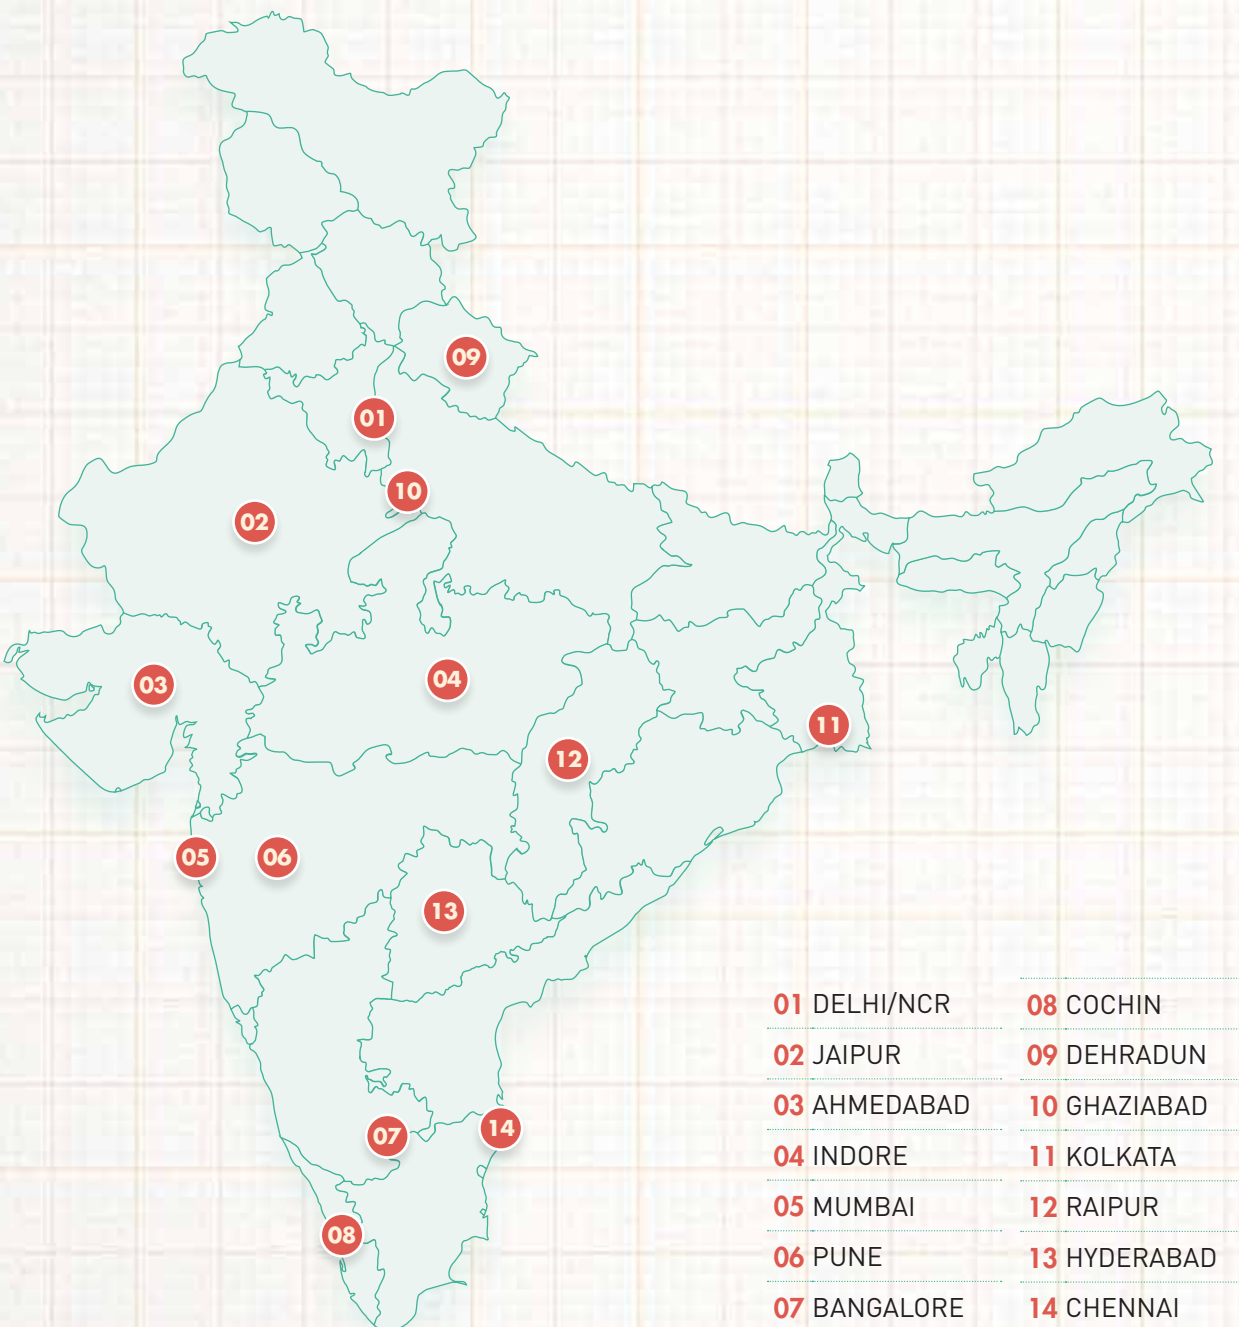 09
01
10
02
03
04
11
12
05
06
13
07
14
08
01 DELHI/NCR
02 JAIPUR
03 AHMEDABAD
04 INDORE
05 MUMBAI
06 PUNE
07 BANGALORE
08 COCHIN
09 DEHRADUN
10 GHAZIABAD
11 KOLKATA
12 RAIPUR
13 HYDERABAD
14 CHENNAI